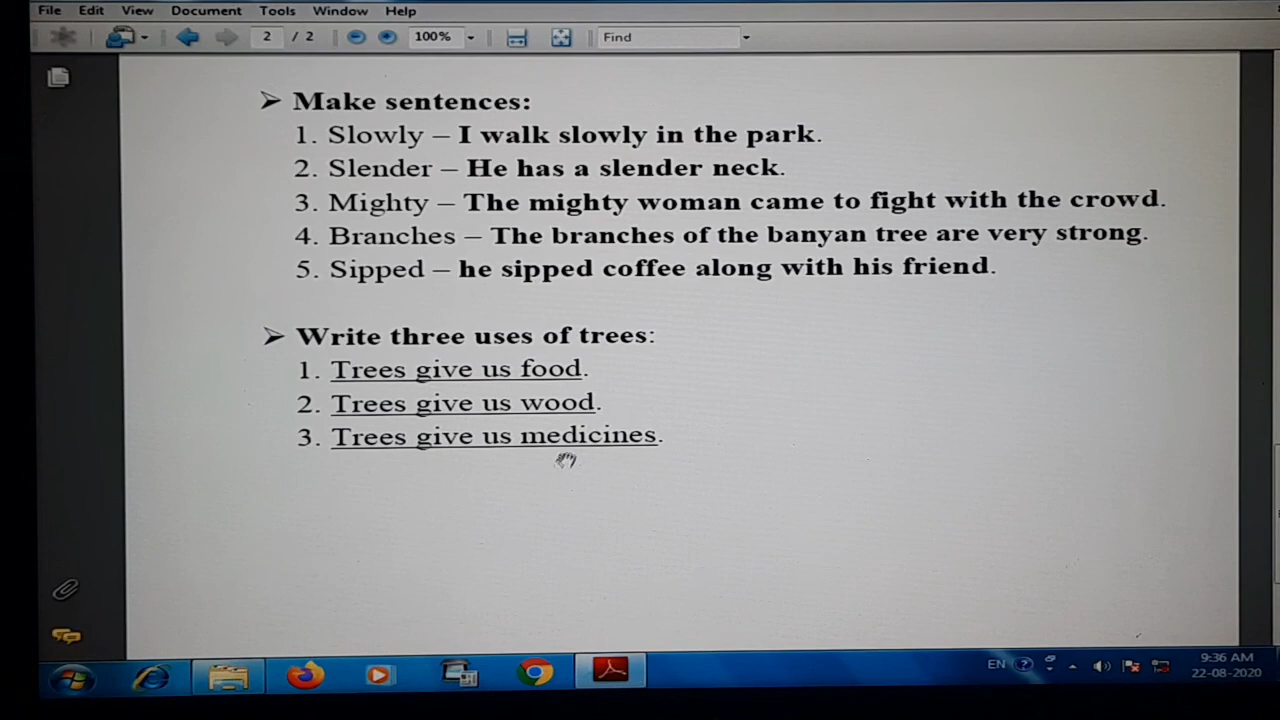 File Edit View Document Tools Window Help
2 / 2 100% Find
➢ Make sentences:
1. Slowly – I walk slowly in the park.
2. Slender – He has a slender neck.
3. Mighty – The mighty woman came to fight with the crowd.
4. Branches – The branches of the banyan tree are very strong.
5. Sipped – he sipped coffee along with his friend.
➢ Write three uses of trees:
1. Trees give us food.
2. Trees give us wood.
3. Trees give us medicines.
EN 9:36 AM
22-08-2020